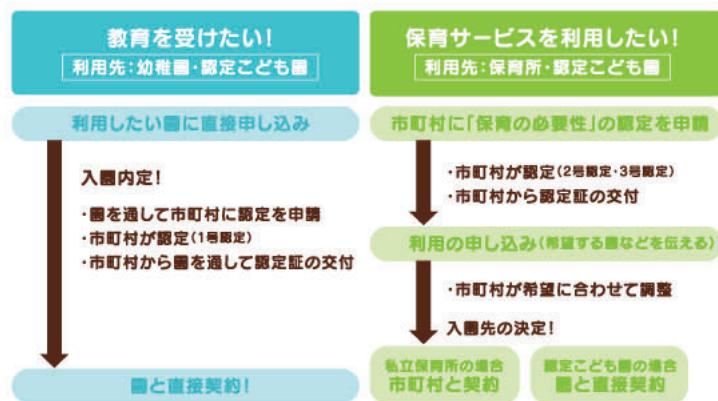 教育を受けたい!
利用先:幼稚園・認定こども園
利用したい園に直接申し込み
入園内定!
・園を通して市町村に認定を申請
・市町村が認定(1号認定)
・市町村から園を通して認定証の交付
園と直接契約!
保育サービスを利用したい!
利用先:保育所・認定こども園
市町村に「保育の必要性」の認定を申請
・市町村が認定(2号認定・3号認定)
・市町村から認定証の交付
利用の申し込み(希望する園などを伝える)
・市町村が希望に合わせて調整
入園先の決定!
私立保育所の場合
市町村と契約
認定こども園の場合
園と直接契約